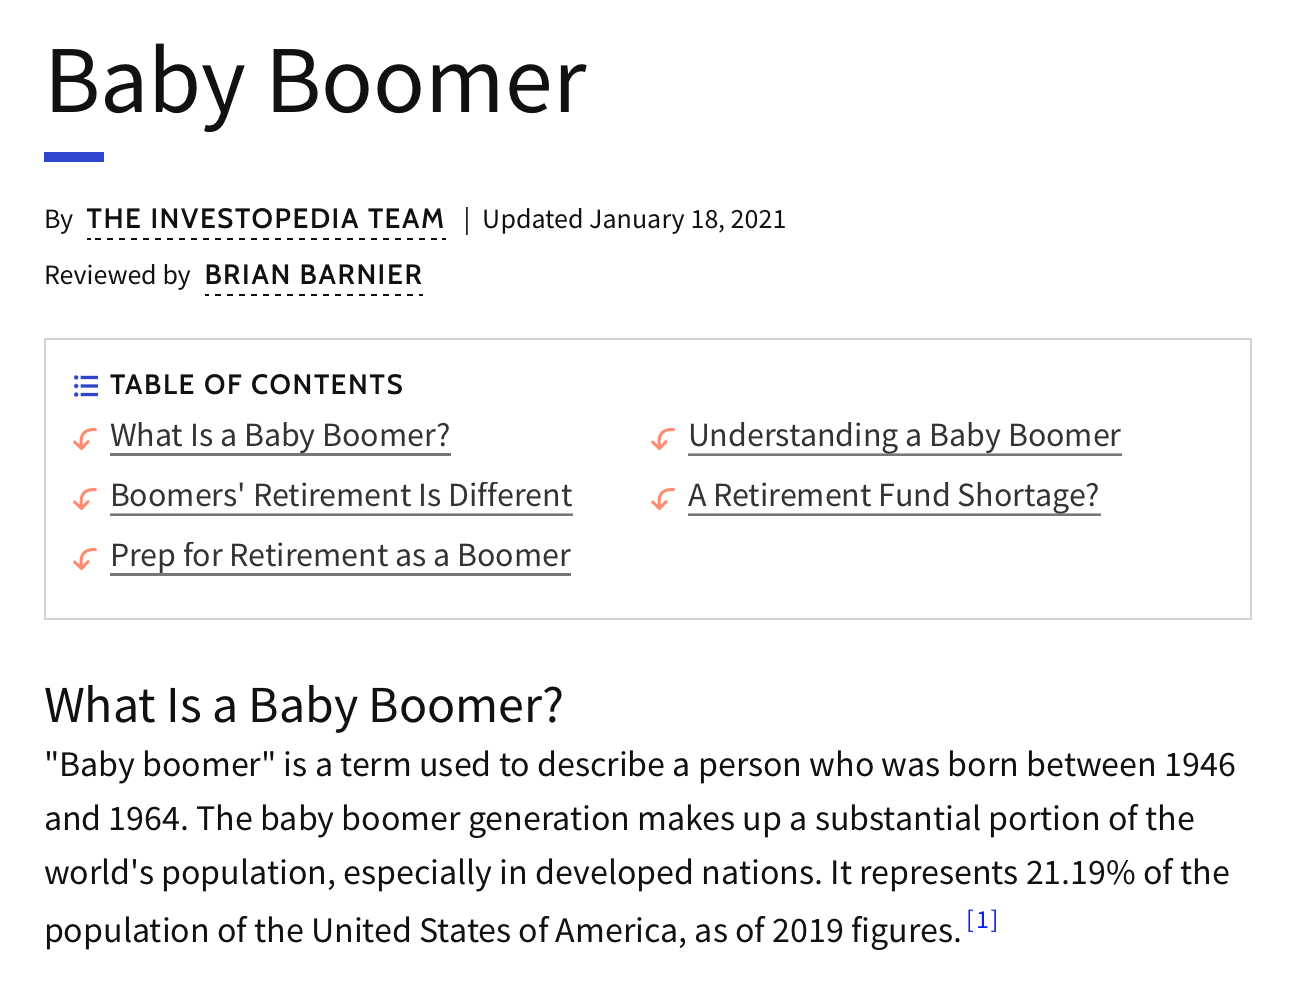 Baby Boomer
By THE INVESTOPEDIA TEAM | Updated January 18, 2021
Reviewed by BRIAN BARNIER
TABLE OF CONTENTS
What Is a Baby Boomer?
Understanding a Baby Boomer
Boomers' Retirement Is Different
A Retirement Fund Shortage?
Prep for Retirement as a Boomer
What Is a Baby Boomer?
"Baby boomer" is a term used to describe a person who was born between 1946
and 1964. The baby boomer generation makes up a substantial portion of the
world's population, especially in developed nations. It represents 21.19% of the
population of the United States of America, as of 2019 figures. [1]